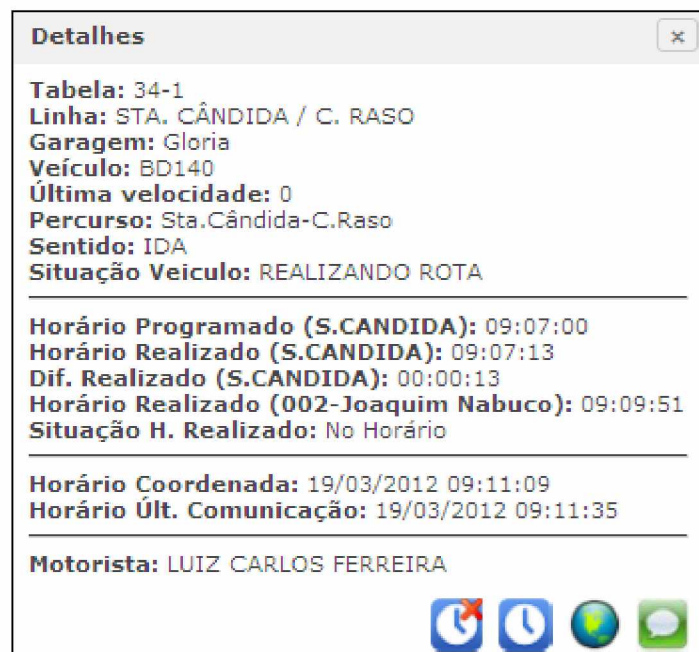 Detalhes
Tabela: 34-1
Linha: STA. CÂNDIDA / C. RASO
Garagem: Gloria
Veículo: BD140
Última velocidade: 0
Percurso: Sta.Cândida-C.Raso
Sentido: IDA
Situação Veiculo: REALIZANDO ROTA
Horário Programado (S.CANDIDA): 09:07:00
Horário Realizado (S.CANDIDA): 09:07:13
Dif. Realizado (S.CANDIDA): 00:00:13
Horário Realizado (002-Joaquim Nabuco): 09:09:51
Situação H. Realizado: No Horário
Horário Coordenada: 19/03/2012 09:11:09
Horário Últ. Comunicação: 19/03/2012 09:11:35
Motorista: LUIZ CARLOS FERREIRA